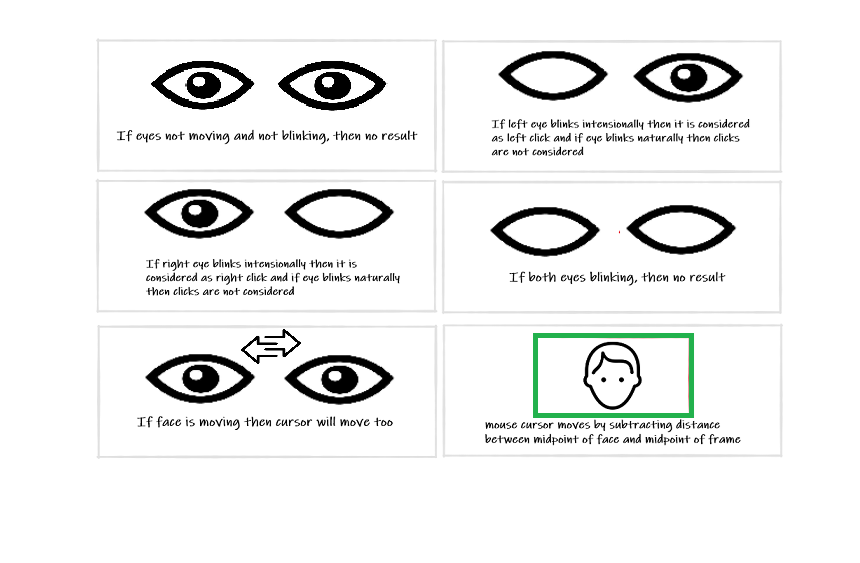 If eyes not moving and not blinking, then no result
If left eye blinks intensionally then it is considered
as left click and if eye blinks naturally then clicks
are not considered
If right eye blinks intensionally then it is
considered as right click and if eye blinks naturally
then clicks are not considered
If both eyes blinking, then no result
If face is moving then cursor will move too
mouse cursor moves by subtracting distance
between midpoint of face and midpoint of frame